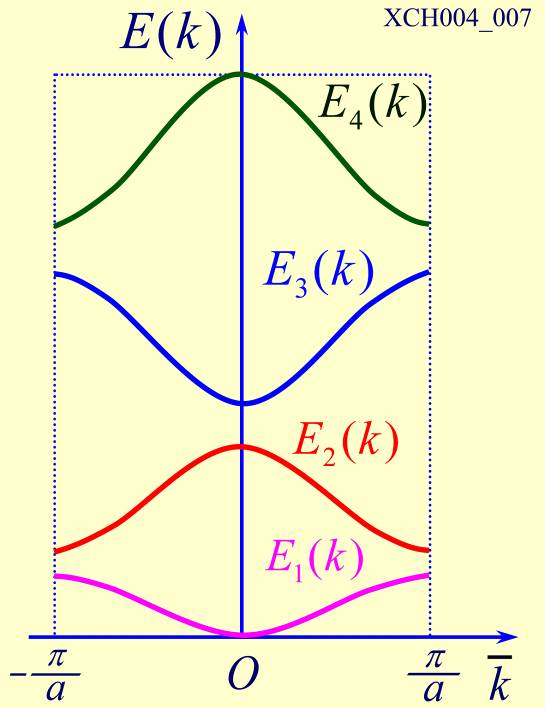 XCH004_007
E(k)
E₄(k)
E₃(k)
E₂(k)
E₁(k)
-π/a O π/a k̄